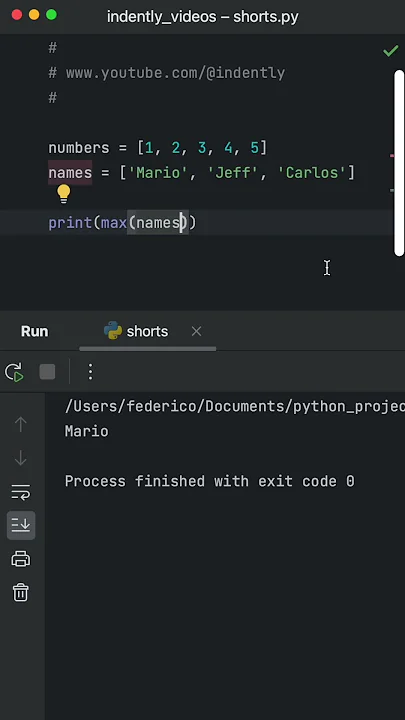 indently_videos – shorts.py
#
# www.youtube.com/@indently
#
numbers = [1, 2, 3, 4, 5]
names = ['Mario', 'Jeff', 'Carlos']
print(max(names))
Run
shorts
/Users/federico/Documents/python_projec
Mario
Process finished with exit code 0